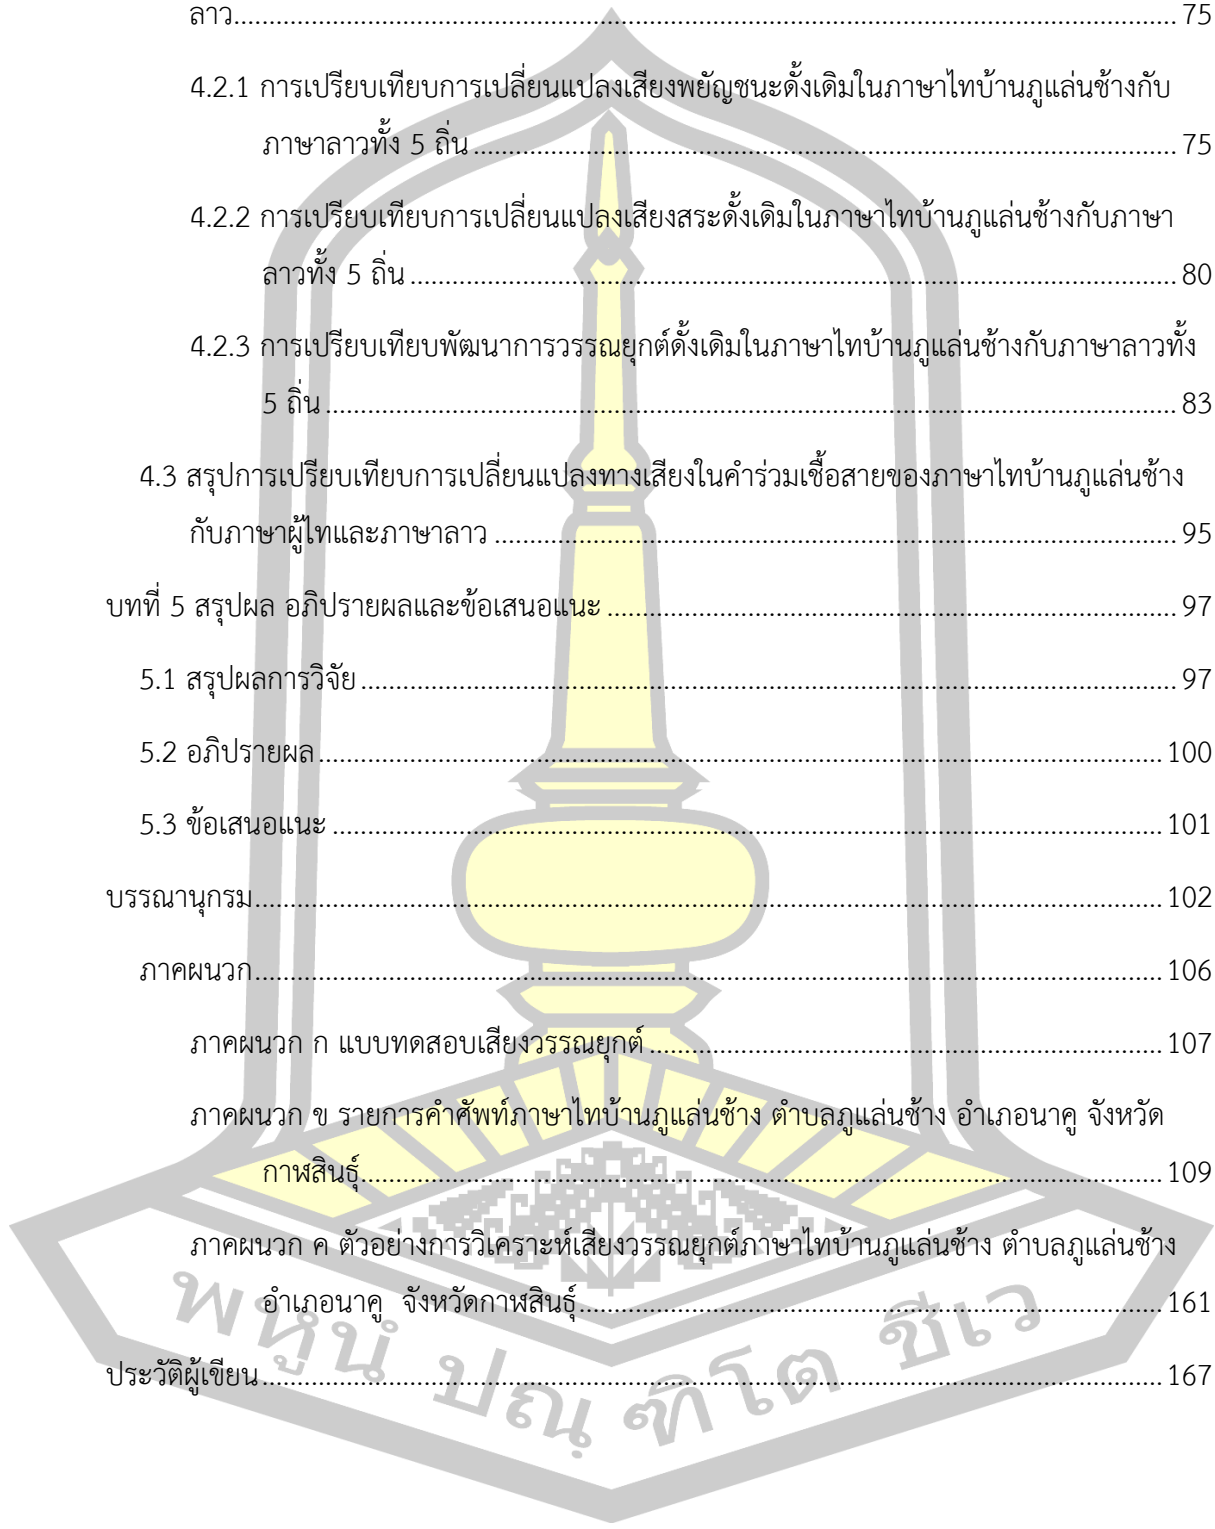 ลาว........................................................................................................................ 75
4.2.1 การเปรียบเทียบการเปลี่ยนแปลงเสียงพยัญชนะดั้งเดิมในภาษาไทบ้านภูแล่นช้างกับ
ภาษาลาวทั้ง 5 ถิ่น ........................................................................................ 75
4.2.2 การเปรียบเทียบการเปลี่ยนแปลงเสียงสระดั้งเดิมในภาษาไทบ้านภูแล่นช้างกับภาษา
ลาวทั้ง 5 ถิ่น ................................................................................................ 80
4.2.3 การเปรียบเทียบพัฒนาการวรรณยุกต์ดั้งเดิมในภาษาไทบ้านภูแล่นช้างกับภาษาลาวทั้ง
5 ถิ่น ........................................................................................................... 83
4.3 สรุปการเปรียบเทียบการเปลี่ยนแปลงทางเสียงในคำร่วมเชื้อสายของภาษาไทบ้านภูแล่นช้าง
กับภาษาผู้ไทและภาษาลาว ..................................................................................... 95
บทที่ 5 สรุปผล อภิปรายผลและข้อเสนอแนะ ....................................................................... 97
5.1 สรุปผลการวิจัย ....................................................................................................... 97
5.2 อภิปรายผล ........................................................................................................... 100
5.3 ข้อเสนอแนะ ......................................................................................................... 101
บรรณานุกรม................................................................................................................... 102
ภาคผนวก...................................................................................................................... 106
ภาคผนวก ก แบบทดสอบเสียงวรรณยุกต์ ................................................................. 107
ภาคผนวก ข รายการคำศัพท์ภาษาไทบ้านภูแล่นช้าง ตำบลภูแล่นช้าง อำเภอนาคู จังหวัด
กาฬสินธุ์..................................................................................................... 109
ภาคผนวก ค ตัวอย่างการวิเคราะห์เสียงวรรณยุกต์ภาษาไทบ้านภูแล่นช้าง ตำบลภูแล่นช้าง
อำเภอนาคู จังหวัดกาฬสินธุ์.......................................................................... 161
ประวัติผู้เขียน................................................................................................................. 167
พหูนํ ปณฺฑิโต ชีเว